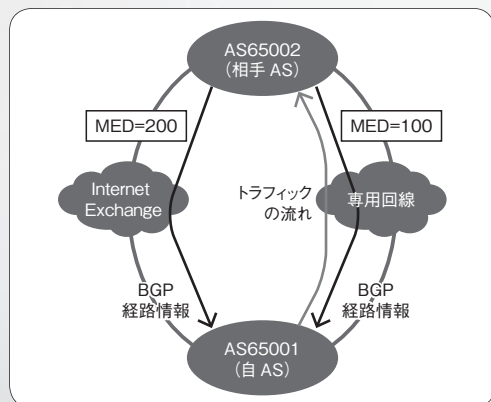 AS65002
（相手 AS）
MED=200
MED=100
Internet
Exchange
トラフィック
の流れ
専用回線
BGP
経路情報
BGP
経路情報
AS65001
（自 AS）